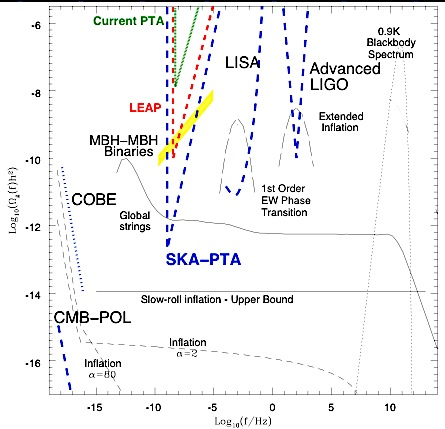 Current PTA
0.9K
Blackbody
Spectrum
LISA
Advanced
LIGO
LEAP
Extended
Inflation
MBH-MBH
Binaries
COBE
1st Order
EW Phase
Transition
Global
strings
SKA-PTA
Slow-roll inflation - Upper Bound
CMB-POL
Inflation
α=2
Inflation
α=80
-6
-8
-10
-12
-14
-16
-15
-10
-5
0
5
10
Log10(f/Hz)
Log10(Ωg(f)h²)